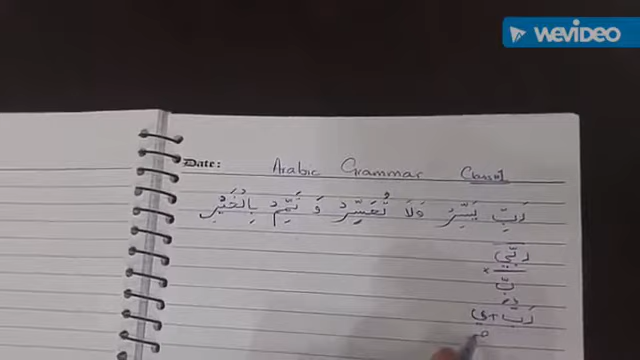 WEVIDEO
Date: Arabic Grammar Class#1
رَبِّ يَسِّرْ وَلَا تُعَسِّرْ وَ تَمِّمْ بِالْخَيْرِ
رَبِّي
رَبّ + ي